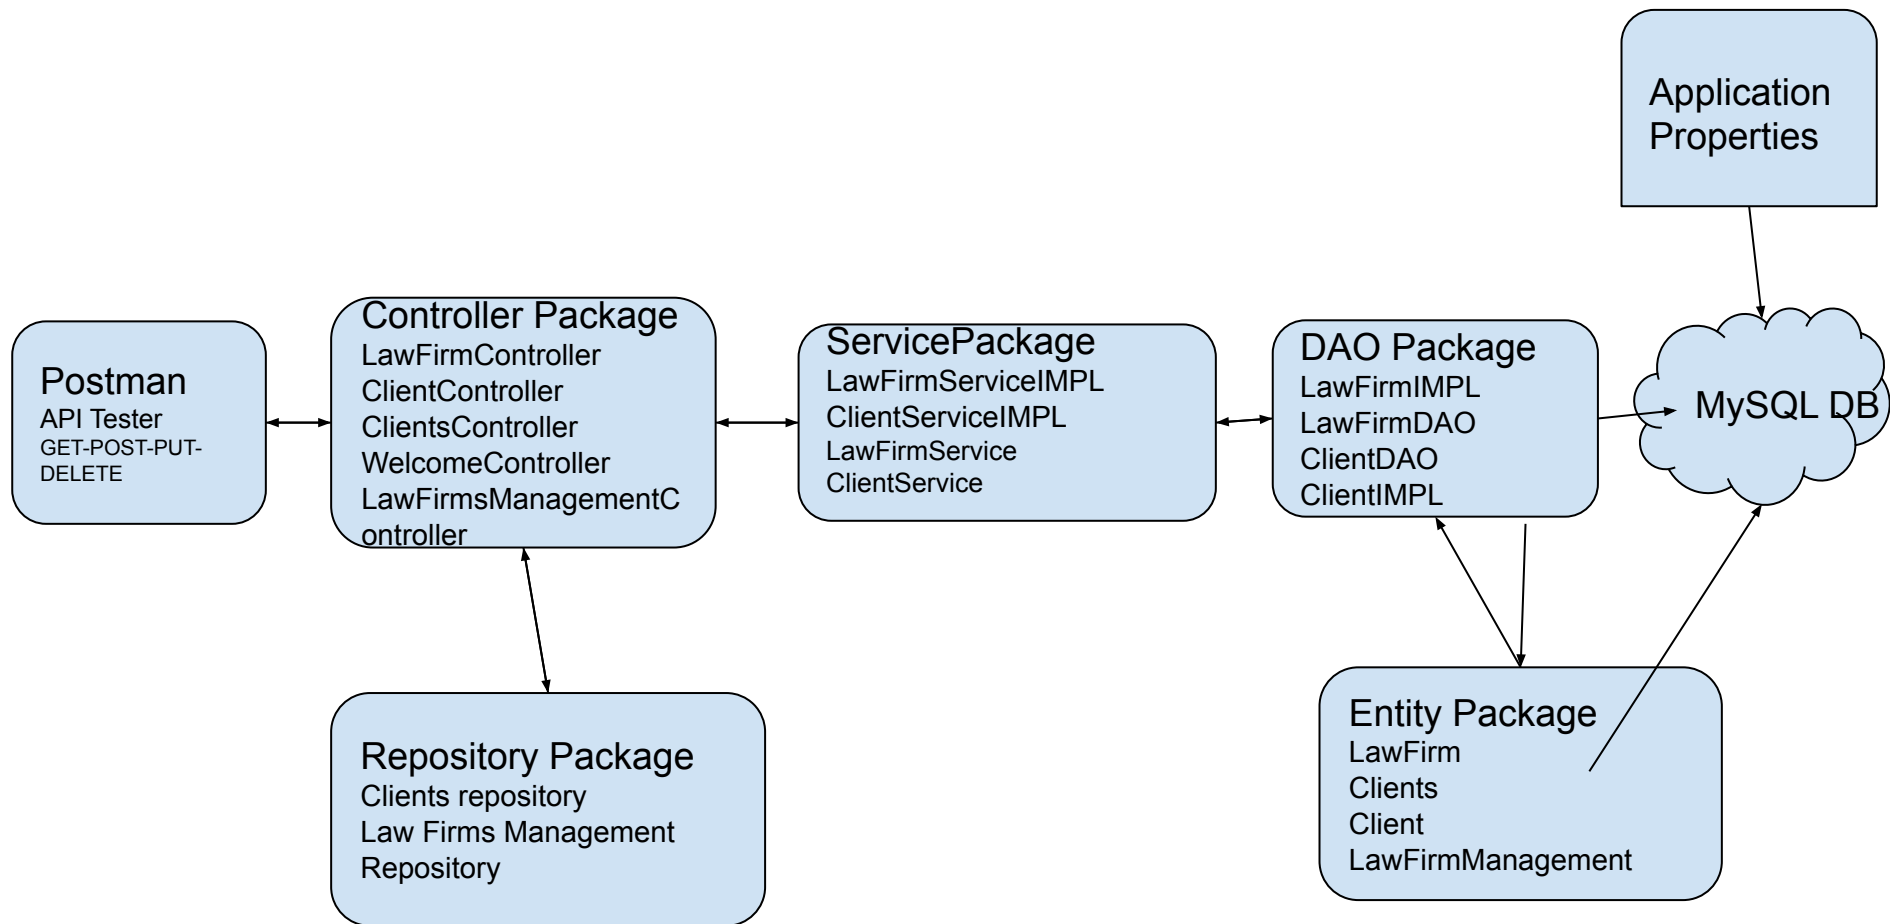 Application
Properties
Postman
API Tester
GET-POST-PUT-
DELETE
Controller Package
LawFirmController
ClientController
ClientsController
WelcomeController
LawFirmsManagementC
ontroller
ServicePackage
LawFirmServiceIMPL
ClientServiceIMPL
LawFirmService
ClientService
DAO Package
LawFirmIMPL
LawFirmDAO
ClientDAO
ClientIMPL
MySQL DB
Repository Package
Clients repository
Law Firms Management
Repository
Entity Package
LawFirm
Clients
Client
LawFirmManagement